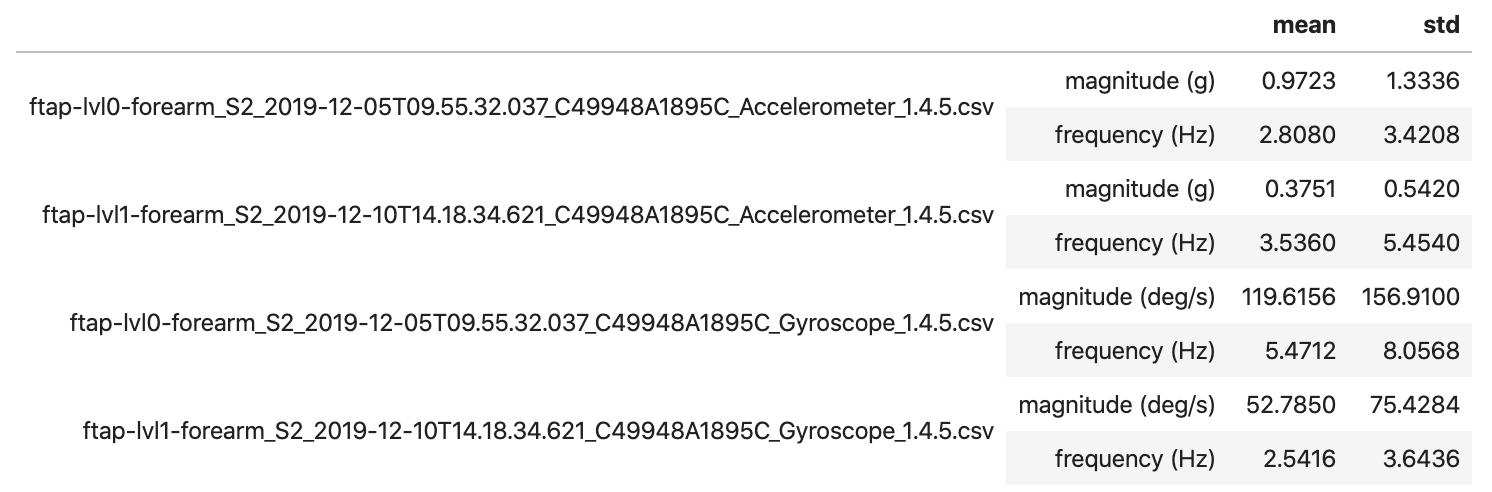 mean std
magnitude (g) 0.9723 1.3336
ftap-lvl0-forearm_S2_2019-12-05T09.55.32.037_C49948A1895C_Accelerometer_1.4.5.csv
frequency (Hz) 2.8080 3.4208
magnitude (g) 0.3751 0.5420
ftap-lvl1-forearm_S2_2019-12-10T14.18.34.621_C49948A1895C_Accelerometer_1.4.5.csv
frequency (Hz) 3.5360 5.4540
magnitude (deg/s) 119.6156 156.9100
ftap-lvl0-forearm_S2_2019-12-05T09.55.32.037_C49948A1895C_Gyroscope_1.4.5.csv
frequency (Hz) 5.4712 8.0568
magnitude (deg/s) 52.7850 75.4284
ftap-lvl1-forearm_S2_2019-12-10T14.18.34.621_C49948A1895C_Gyroscope_1.4.5.csv
frequency (Hz) 2.5416 3.6436